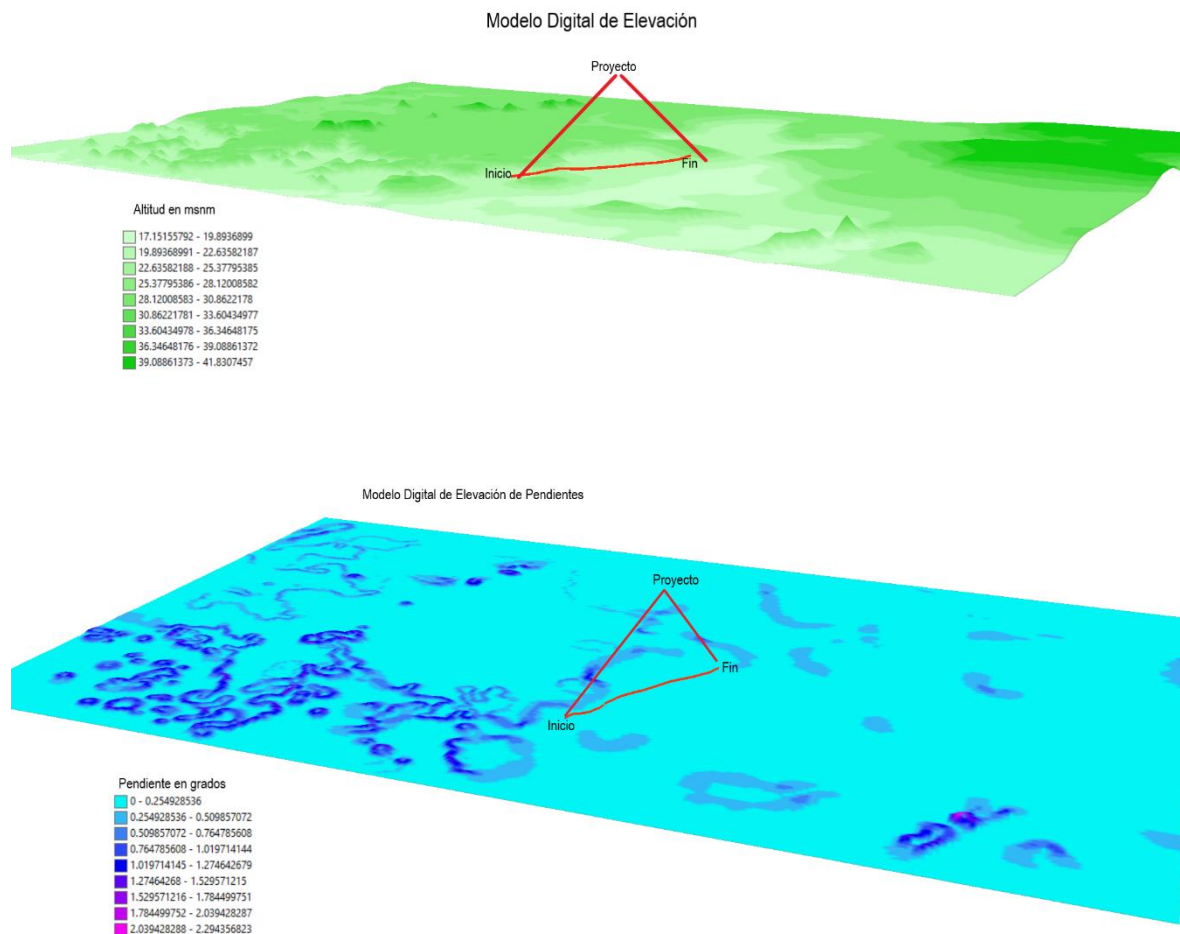 Modelo Digital de Elevación
Proyecto
Inicio
Fin
Altitud en msnm
17.15155792 - 19.8936899
19.89368991 - 22.63582187
22.63582188 - 25.37795385
25.37795386 - 28.12008582
28.12008583 - 30.8622178
30.86221781 - 33.60434977
33.60434978 - 36.34648175
36.34648176 - 39.08861372
39.08861373 - 41.8307457
Modelo Digital de Elevación de Pendientes
Proyecto
Fin
Inicio
Pendiente en grados
0 - 0.254928536
0.254928536 - 0.509857072
0.509857072 - 0.764785608
0.764785608 - 1.019714144
1.019714145 - 1.274642679
1.27464268 - 1.529571215
1.529571216 - 1.784499751
1.784499752 - 2.039428287
2.039428288 - 2.294356823